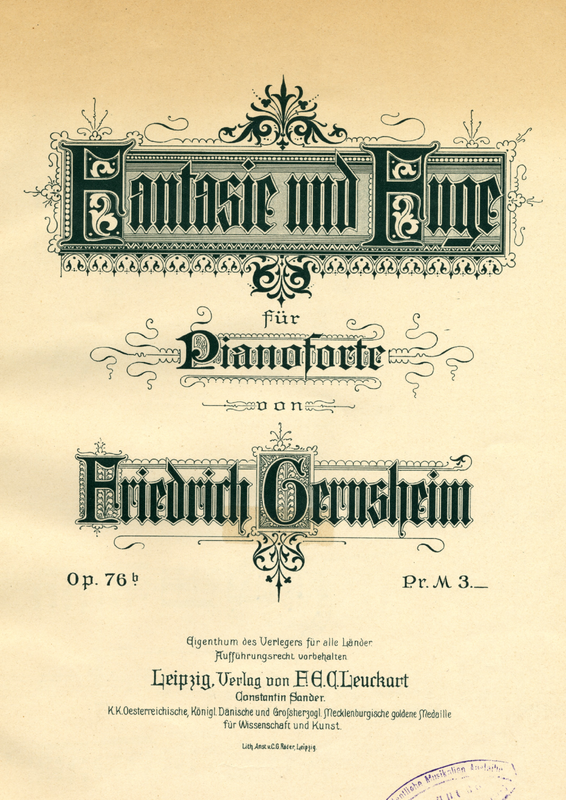 Fantasie und Fuge
für
Pianoforte
von
Friedrich Gernsheim
Op. 76 b.
Pr. M 3.—
Eigenthum des Verlegers für alle Länder.
Aufführungsrecht vorbehalten.
Leipzig, Verlag von F.E.C. Leuckart
Constantin Sander.
K.K. Oesterreichische, Königl. Dänische und Großherzogl. Mecklenburgische goldene Medaille
für Wissenschaft und Kunst.
Lith. Anst. v. C.G. Röder, Leipzig.
Musikalien